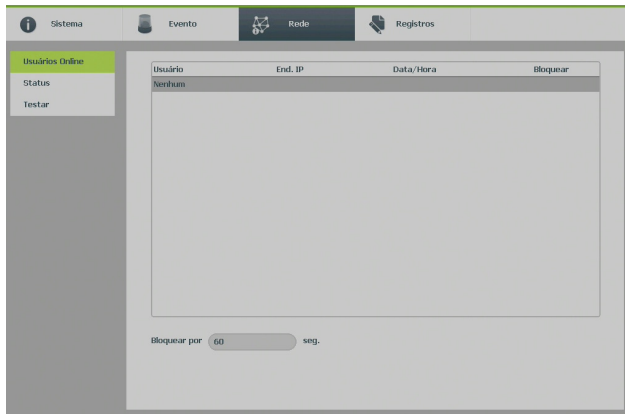 Sistema
Evento
Rede
Registros
Usuários Online
Status
Testar
Usuário End. IP Data/Hora Bloquear
Nenhum
Bloquear por 60 seg.